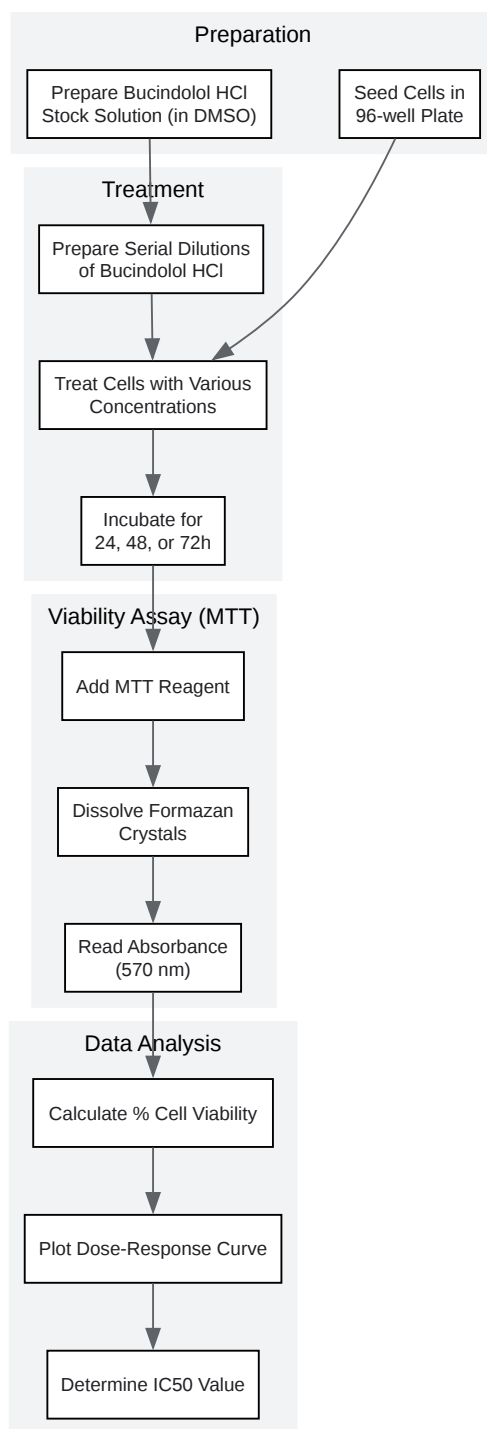 Preparation
Prepare Bucindolol HCl
Stock Solution (in DMSO)
Seed Cells in
96-well Plate
Treatment
Prepare Serial Dilutions
of Bucindolol HCl
Treat Cells with Various
Concentrations
Incubate for
24, 48, or 72h
Viability Assay (MTT)
Add MTT Reagent
Dissolve Formazan
Crystals
Read Absorbance
(570 nm)
Data Analysis
Calculate % Cell Viability
Plot Dose-Response Curve
Determine IC50 Value